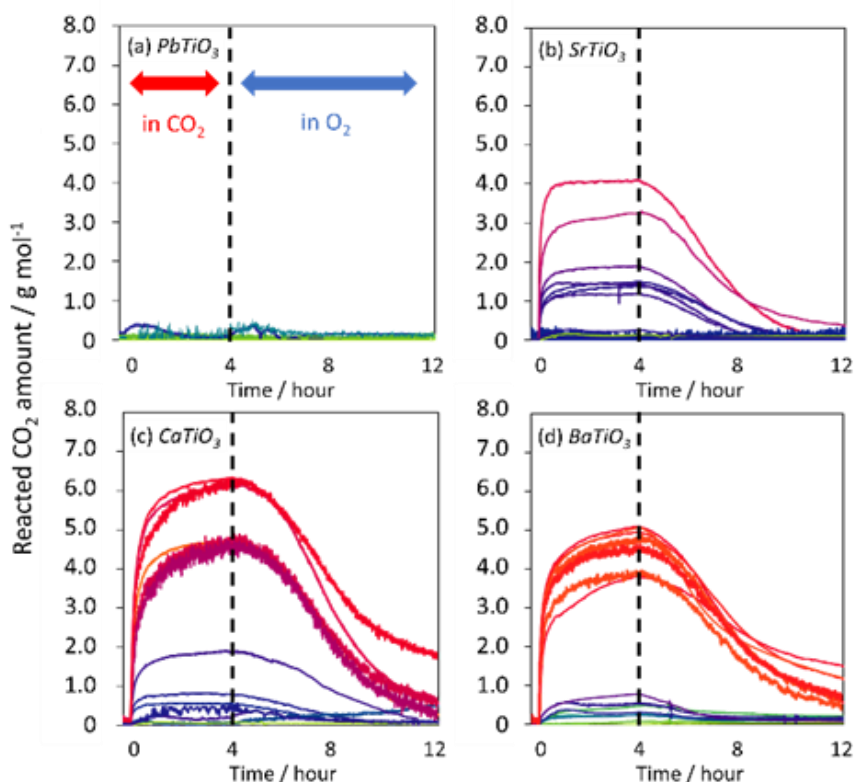 Reacted CO₂ amount / g mol⁻¹
(a) PbTiO₃
in CO₂
in O₂
8.0
7.0
6.0
5.0
4.0
3.0
2.0
1.0
0
0 4 8 12
Time / hour
(b) SrTiO₃
8.0
7.0
6.0
5.0
4.0
3.0
2.0
1.0
0
0 4 8 12
Time / hour
(c) CaTiO₃
8.0
7.0
6.0
5.0
4.0
3.0
2.0
1.0
0
0 4 8 12
Time / hour
(d) BaTiO₃
8.0
7.0
6.0
5.0
4.0
3.0
2.0
1.0
0
0 4 8 12
Time / hour